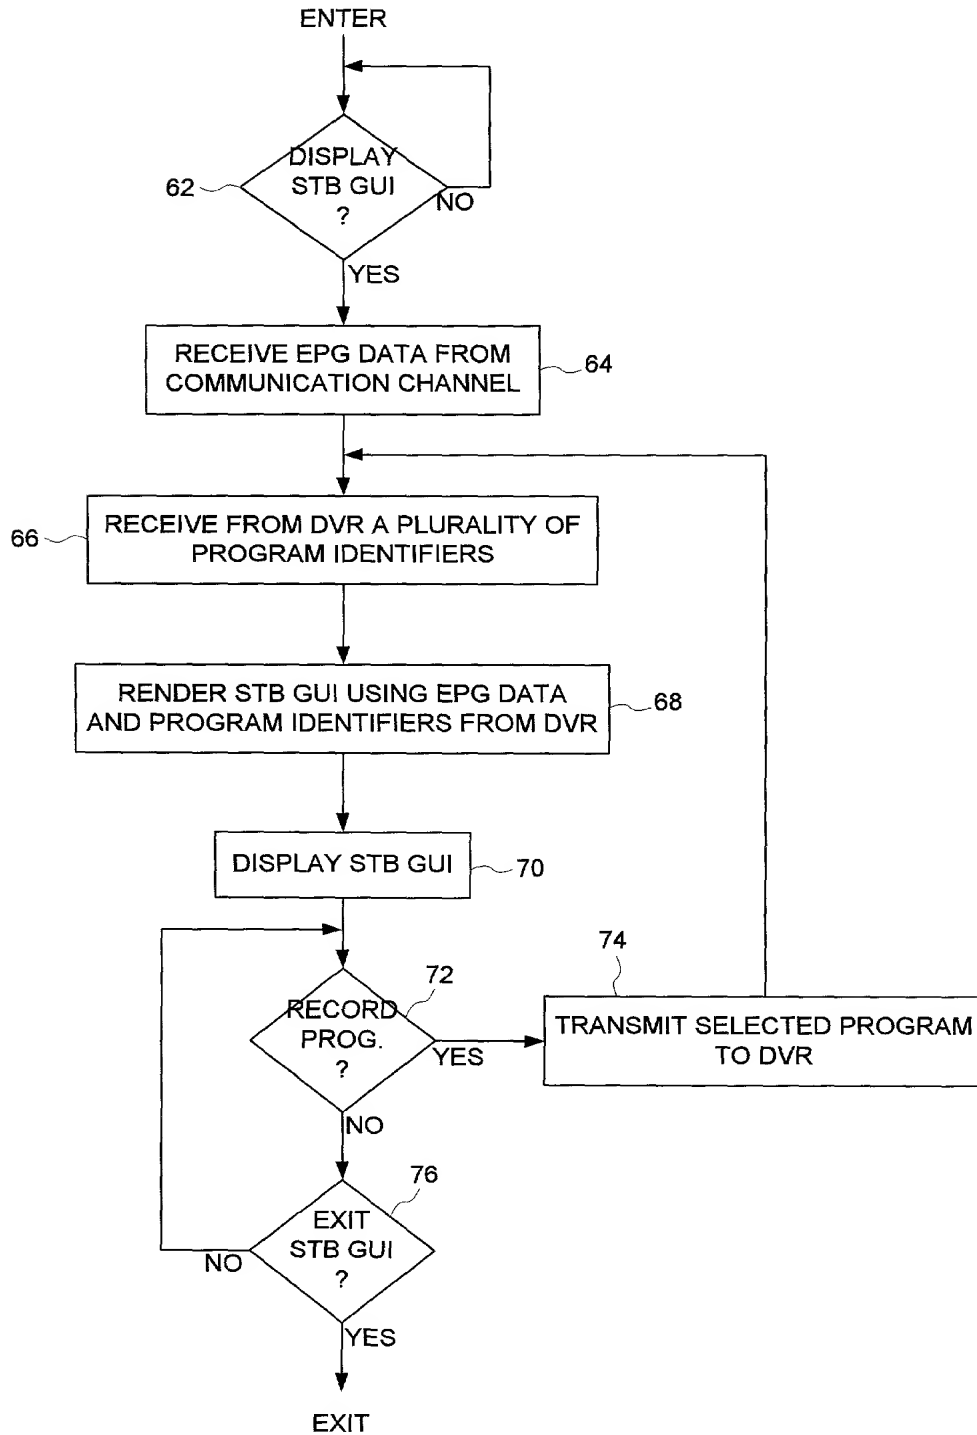 ENTER
DISPLAY
STB GUI
?
62
NO
YES
RECEIVE EPG DATA FROM
COMMUNICATION CHANNEL
64
RECEIVE FROM DVR A PLURALITY OF
PROGRAM IDENTIFIERS
66
RENDER STB GUI USING EPG DATA
AND PROGRAM IDENTIFIERS FROM DVR
68
DISPLAY STB GUI
70
RECORD
PROG.
?
72
YES
74
TRANSMIT SELECTED PROGRAM
TO DVR
NO
76
EXIT
STB GUI
?
NO
YES
EXIT